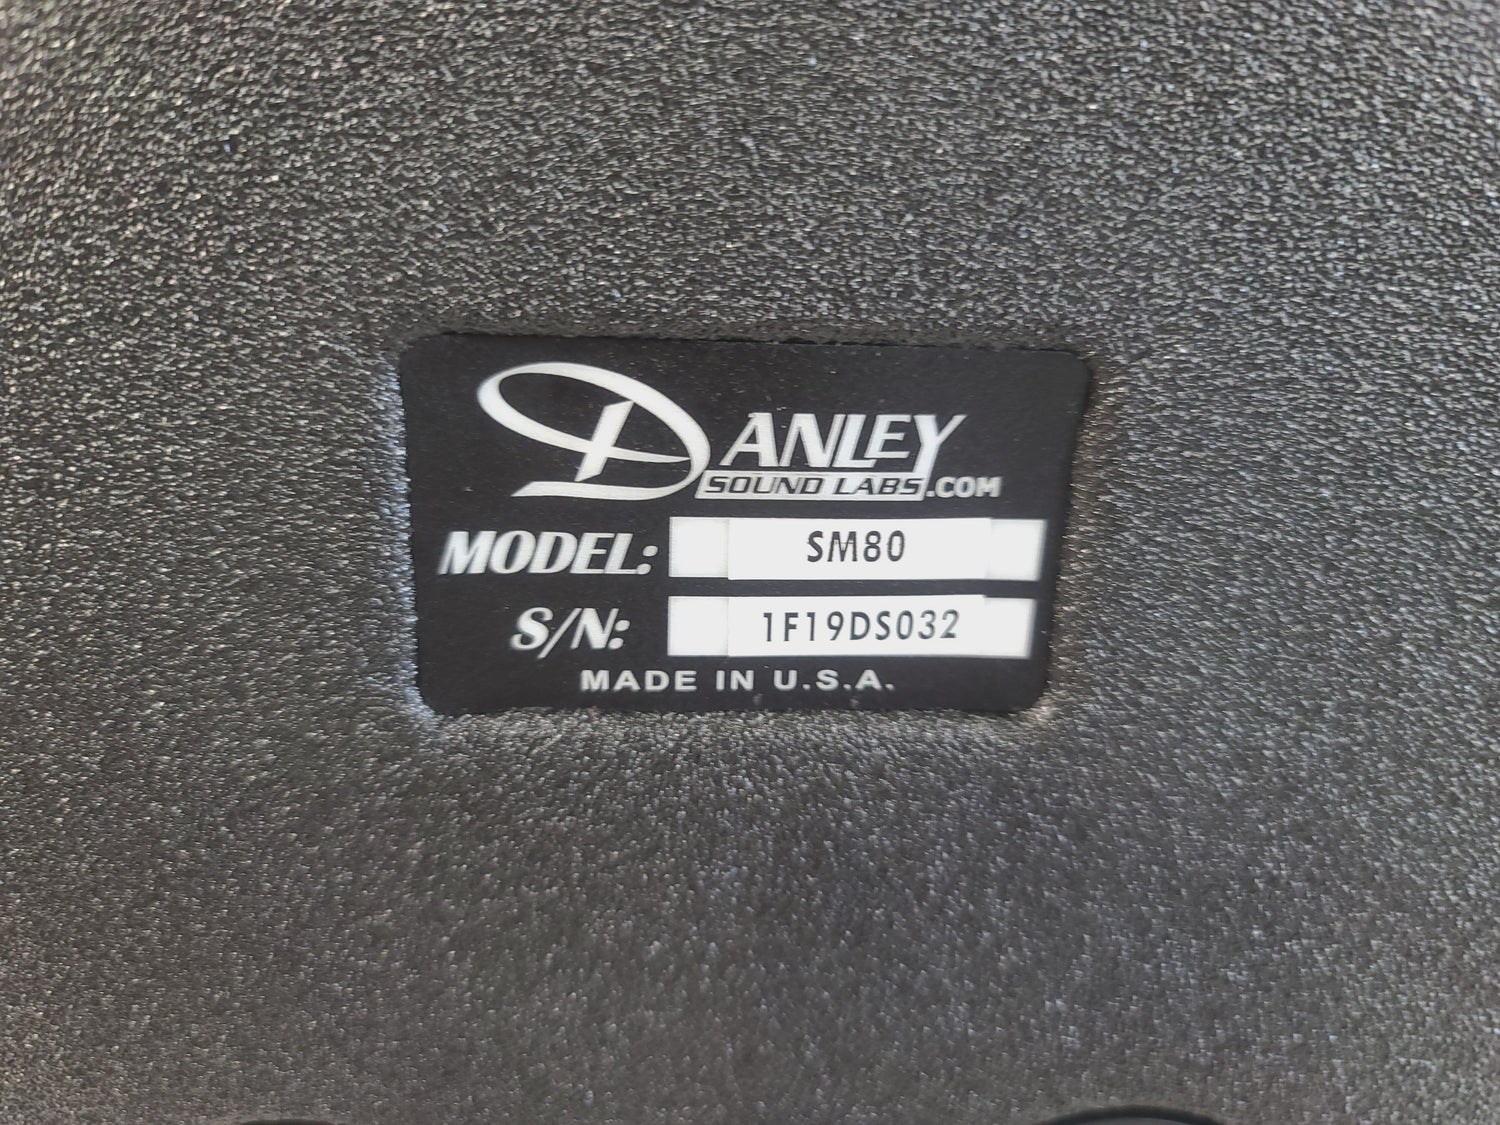 DANLEY
SOUND LABS.COM
MODEL: SM80
S/N: 1F19DS032
MADE IN U.S.A.